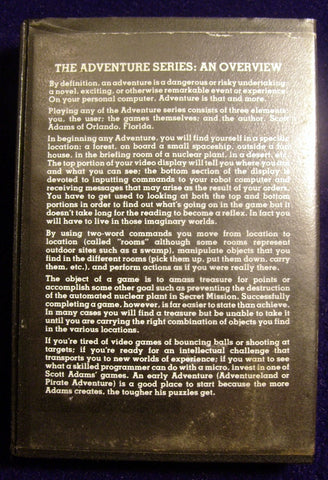 THE ADVENTURE SERIES: AN OVERVIEW
By definition, an adventure is a dangerous or risky undertaking;
a novel, exciting, or otherwise remarkable event or experience.
On your personal computer, Adventure is that and more.
Playing any of the Adventure series consists of three elements:
you, the user; the games themselves; and the author, Scott
Adams of Orlando, Florida.
In beginning any Adventure, you will find yourself in a specific
location: a forest, on board a small spaceship, outside a fun
house, in the briefing room of a nuclear plant, in a desert, etc.
The top portion of your video display will tell you where you are
and what you can see; the bottom section of the display is
devoted to inputting commands to your robot computer and
receiving messages that may arise as the result of your orders.
You have to get used to looking at both the top and bottom
portions in order to find out what's going on in the game but it
doesn't take long for the reading to become a reflex. In fact you
will have to live in those imaginary worlds.
By using two-word commands you move from location to
location (called "rooms" although some rooms represent
outdoor sites such as a swamp), manipulate objects that you
find in the different rooms (pick them up, put them down, carry
them, etc.), and perform actions as if you were really there.
The object of a game is to amass treasure for points or
accomplish some other goal such as preventing the destruction
of the automated nuclear plant in Secret Mission. Successfully
completing a game, however, is far easier to state than achieve.
In many cases you will find a treasure but be unable to take it
until you are carrying the right combination of objects you find
in the various locations.
If you're tired of video games of bouncing balls or shooting at
targets; if you're ready for an intellectual challenge that
transports you to new worlds of experience; if you want to see
what a skilled programmer can do with a micro, invest in one of
Scott Adams' games. An early Adventure (Adventureland or
Pirate Adventure) is a good place to start because the more
Adams creates, the tougher his puzzles get.